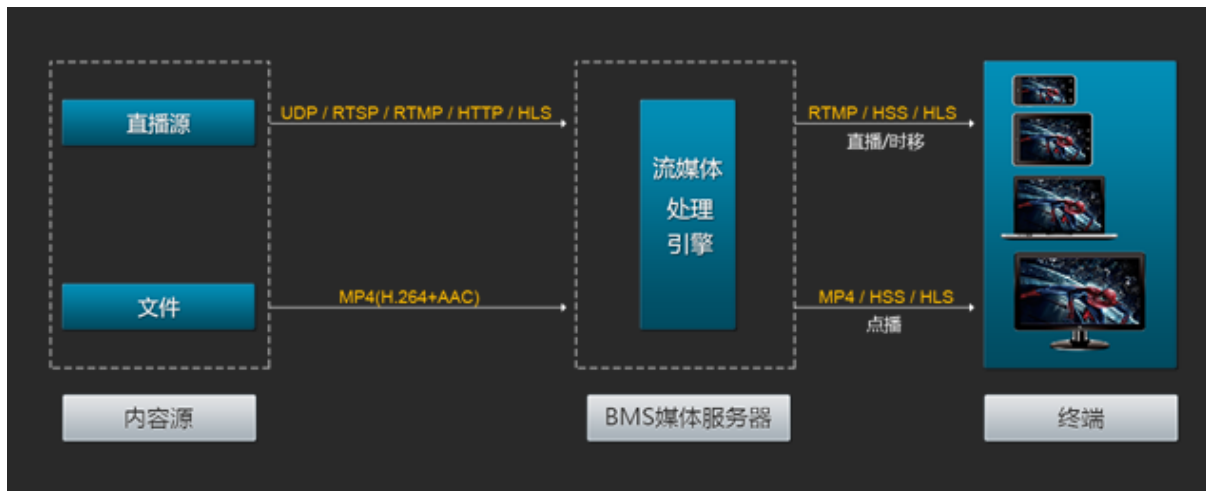 直播源
UDP / RTSP / RTMP / HTTP / HLS
流媒体
处理
引擎
RTMP / HSS / HLS
直播/时移
文件
MP4(H.264+AAC)
MP4 / HSS / HLS
点播
内容源
BMS媒体服务器
终端